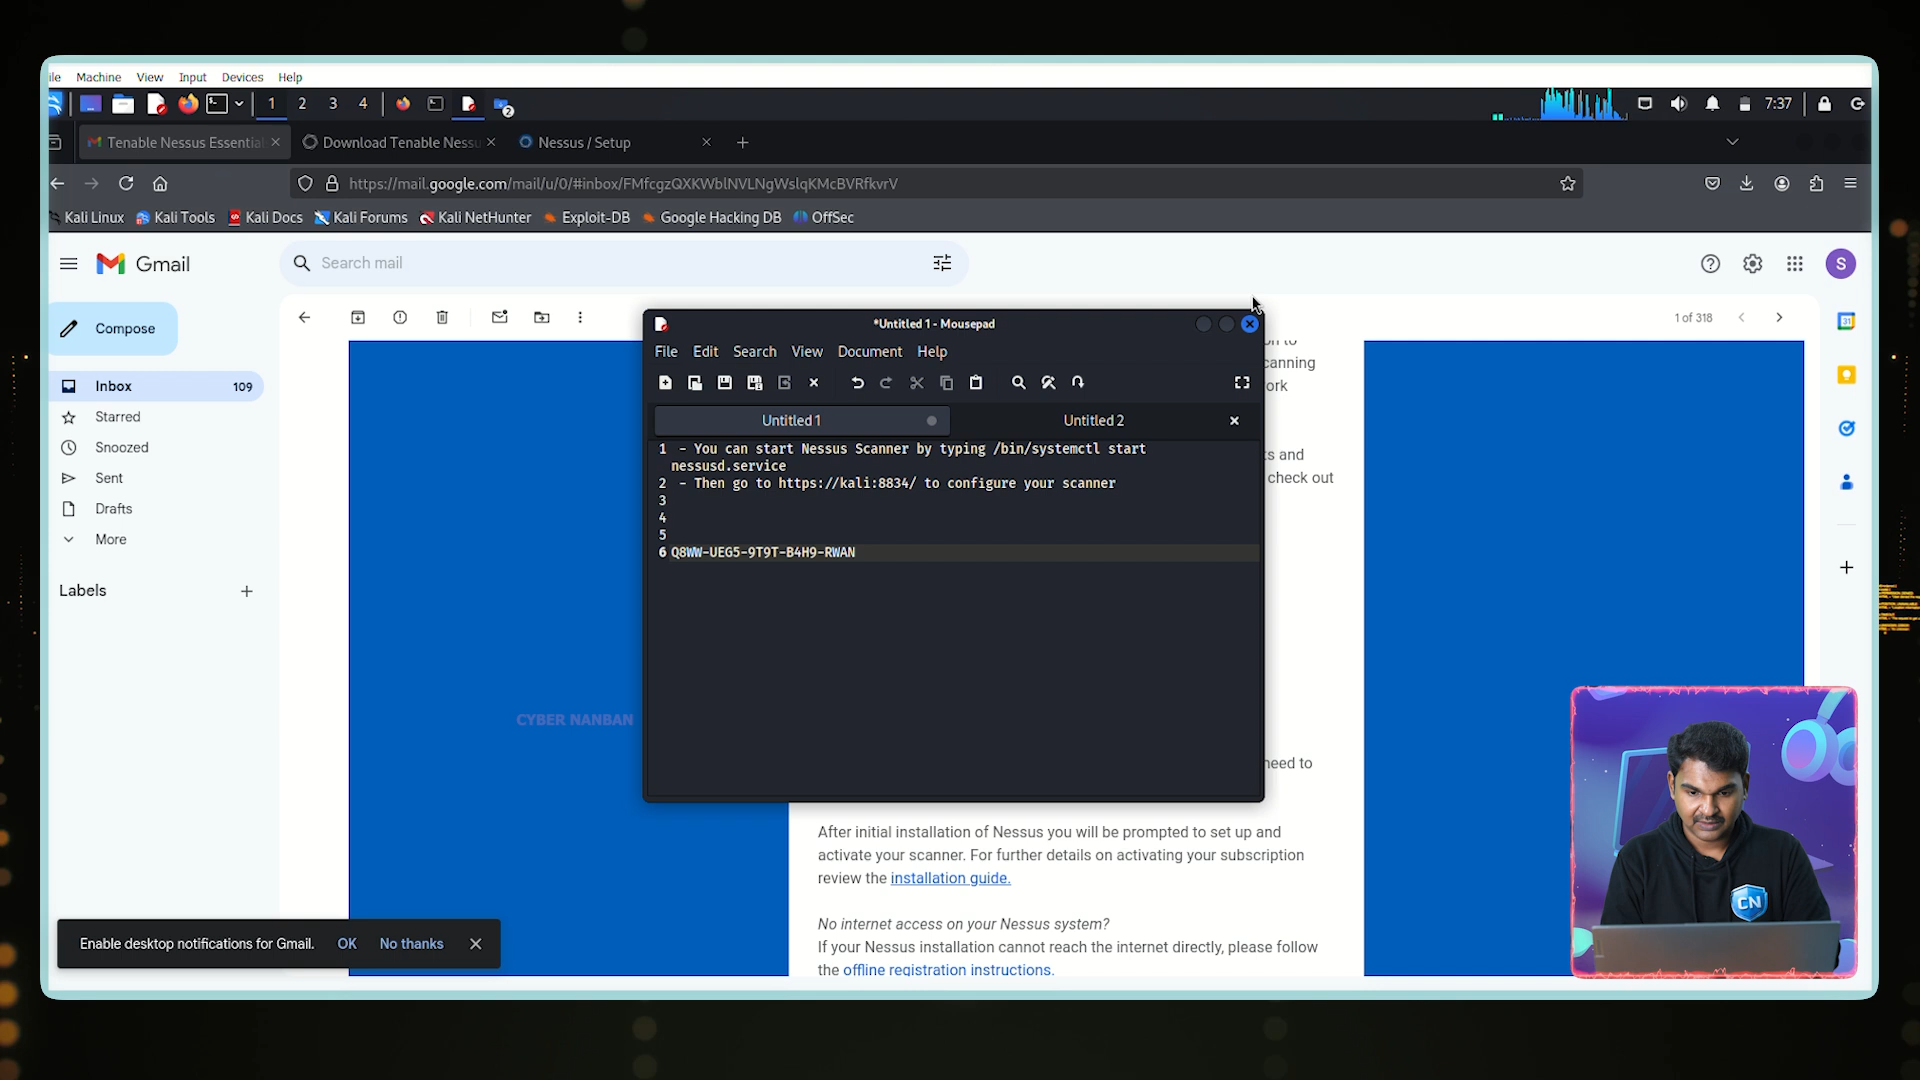 ile Machine View Input Devices Help
1 2 3 4 2 7:37
Tenable Nessus Essential Download Tenable Nessu Nessus / Setup
https://mail.google.com/mail/u/0/#inbox/FMfcgzQXKWblNVLNgWslqKMcBVRfkvrV
Kali Linux Kali Tools Kali Docs Kali Forums Kali NetHunter Exploit-DB Google Hacking DB OffSec
Gmail Search mail S
Compose
1 of 318
Inbox 109
Starred
Snoozed
Sent
Drafts
More
Labels
*Untitled 1 - Mousepad
File Edit Search View Document Help
Untitled 1 Untitled 2
1 - You can start Nessus Scanner by typing /bin/systemctl start
nessusd.service
2 - Then go to https://kali:8834/ to configure your scanner
3
4
5
6 Q8WW-UEG5-9T9T-B4H9-RWAN
canning
ork
ts and
check out
need to
CYBER NANBAN
After initial installation of Nessus you will be prompted to set up and
activate your scanner. For further details on activating your subscription
review the installation guide.
No internet access on your Nessus system?
If your Nessus installation cannot reach the internet directly, please follow
the offline registration instructions.
Enable desktop notifications for Gmail. OK No thanks
31
CN